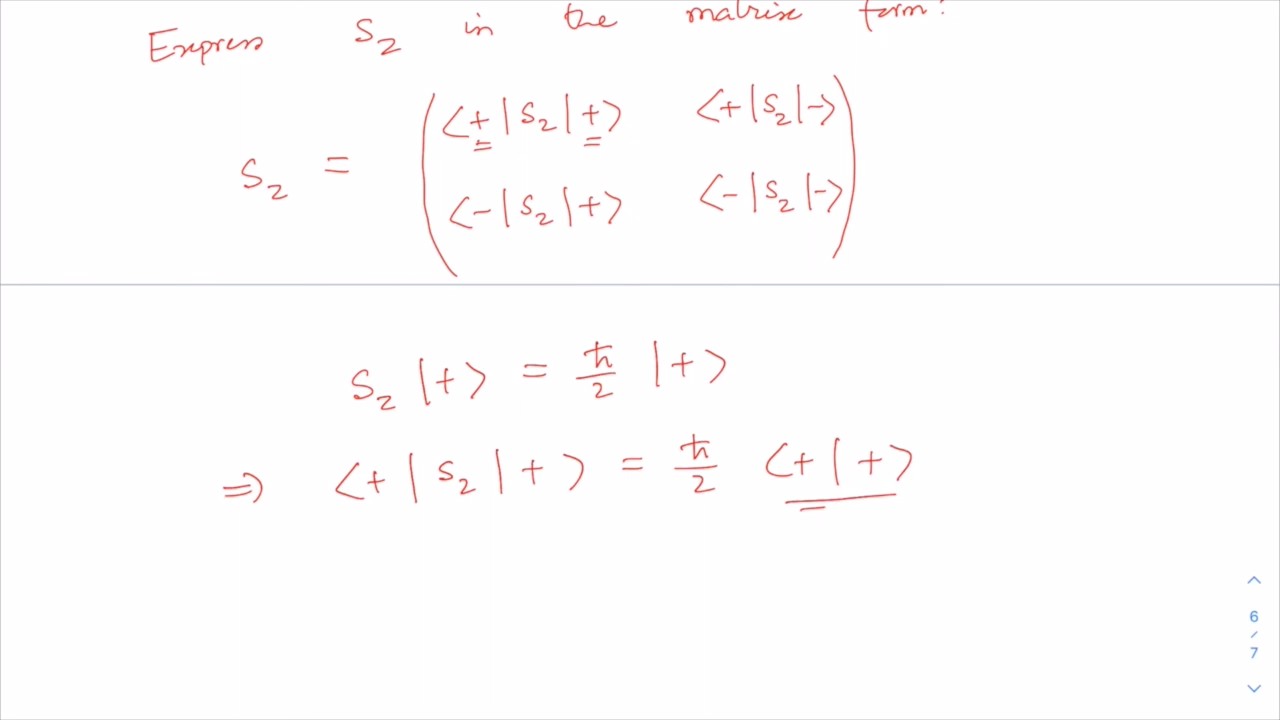 Express S_z in the matrix form?
S_z = ( <+|S_z|+> <+|S_z|->
<-|S_z|+> <-|S_z|-> )
S_z |+> = ħ/2 |+>
⇒ <+|S_z|+> = ħ/2 <+|+>
6
/
7